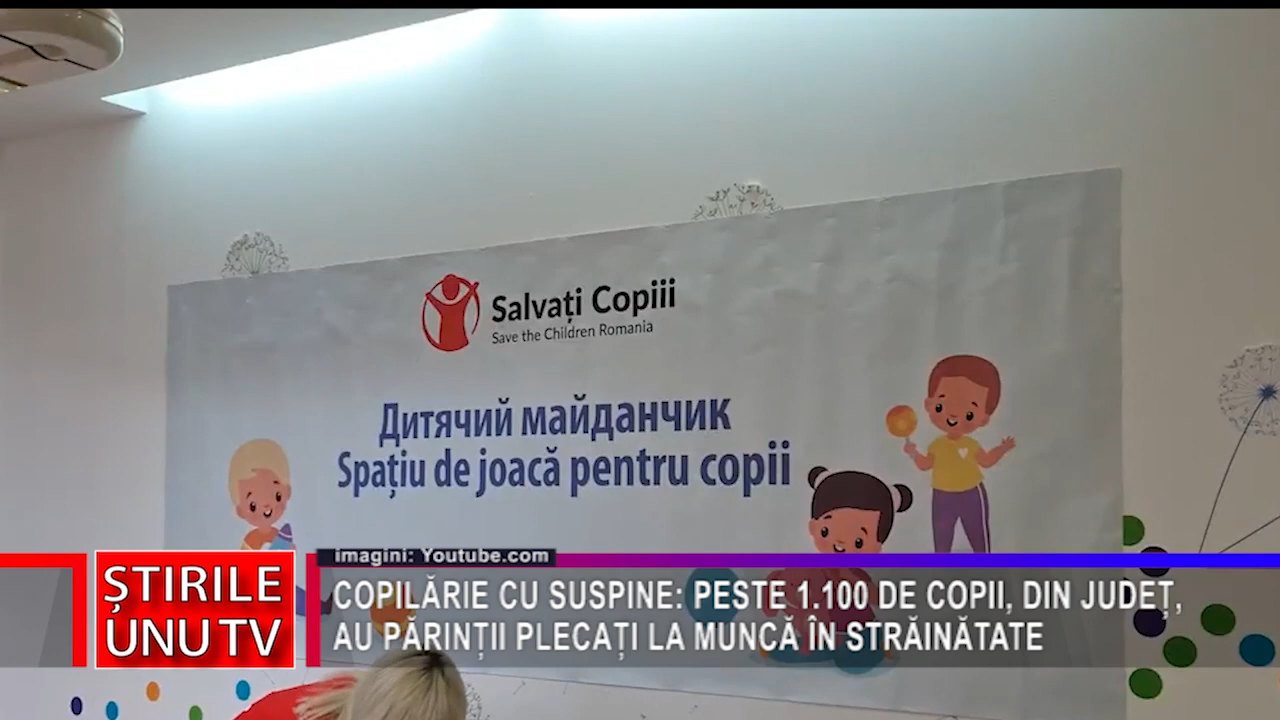 Salvați Copiii
Save the Children Romania
Дитячий майданчик
Spațiu de joacă pentru copii
imagini: Youtube.com
ȘTIRILE
UNU TV
COPILĂRIE CU SUSPINE: PESTE 1.100 DE COPII, DIN JUDEȚ,
AU PĂRINȚII PLECAȚI LA MUNCĂ ÎN STRĂINĂTATE